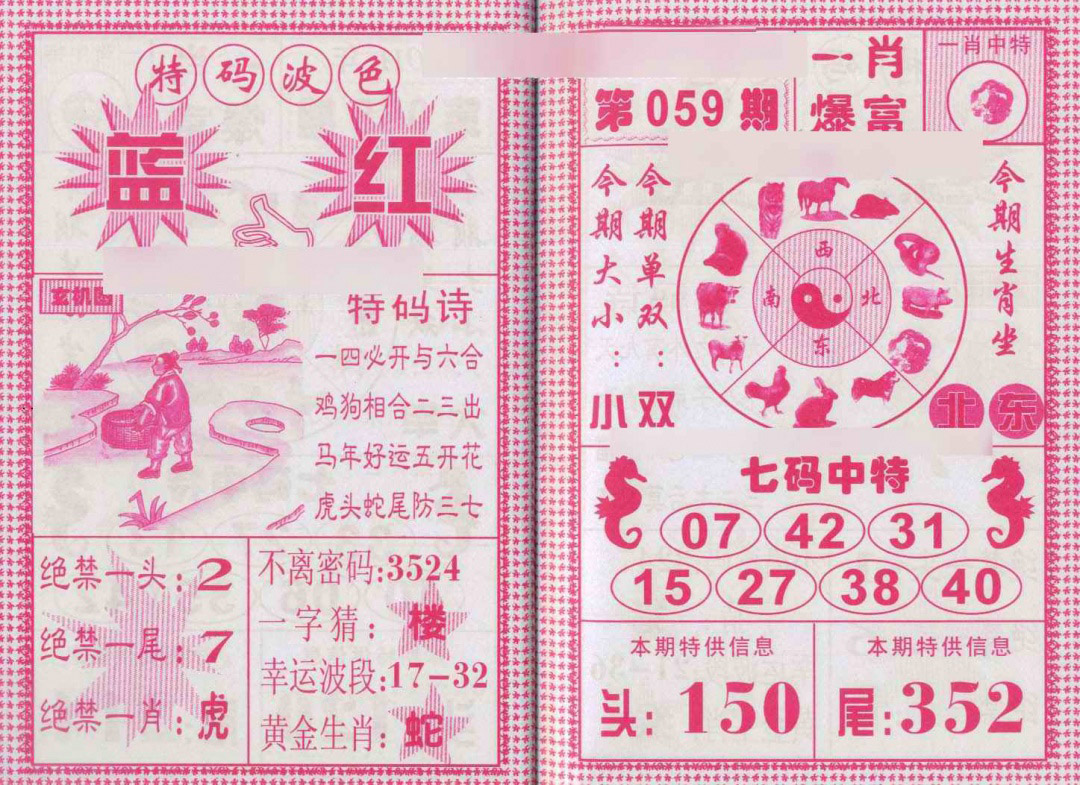 特码波色
蓝 红
玄机图
特码诗
一四必开与六合
鸡狗相合二三出
马年好运五开花
虎头蛇尾防三七
绝禁一头:2
绝禁一尾:7
绝禁一肖:虎
不离密码:3524
一字猜:楼
幸运波段:17-32
黄金生肖:蛇
第059期
一肖
爆富
一肖中特
今期大小:小
今期单双:双
西
南 北
东
今期生肖坐
北 东
七码中特
07 42 31
15 27 38 40
本期特供信息
头:150
本期特供信息
尾:352